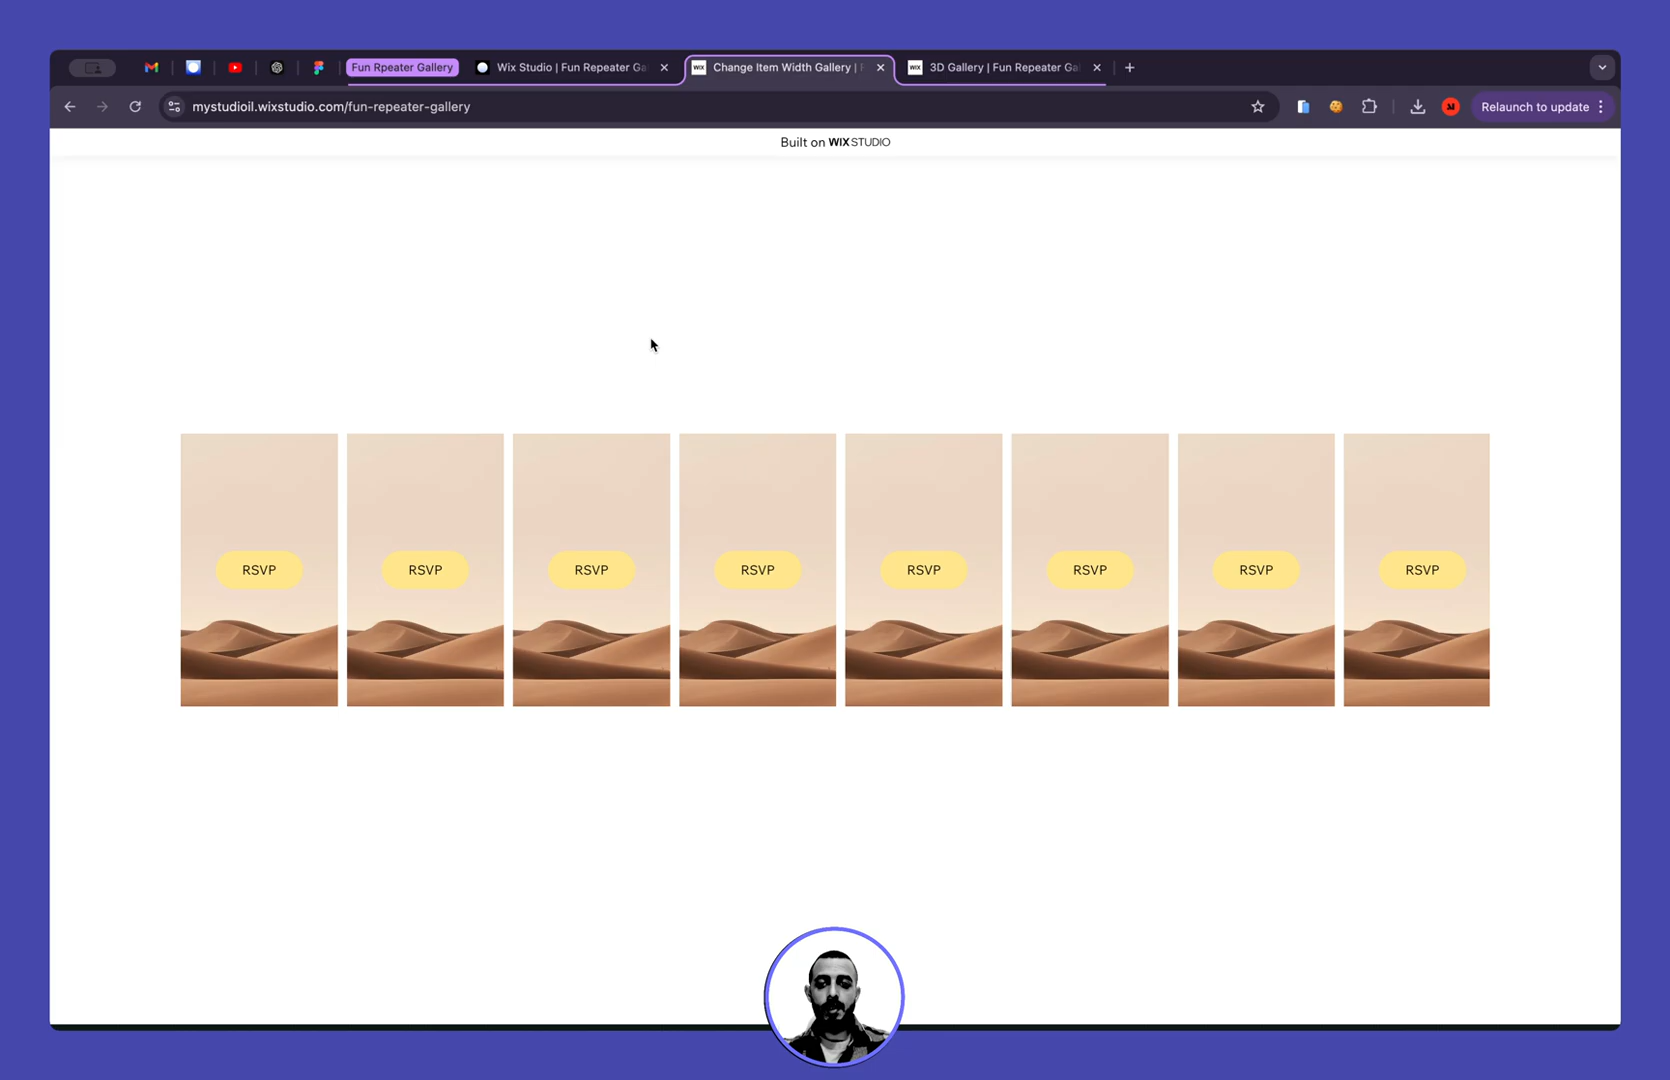 Fun Rpeater Gallery
Wix Studio | Fun Repeater Ga
WIX
Change Item Width Gallery |
WIX
3D Gallery | Fun Repeater Ga
mystudioil.wixstudio.com/fun-repeater-gallery
Relaunch to update
Built on WIX STUDIO
RSVP
RSVP
RSVP
RSVP
RSVP
RSVP
RSVP
RSVP